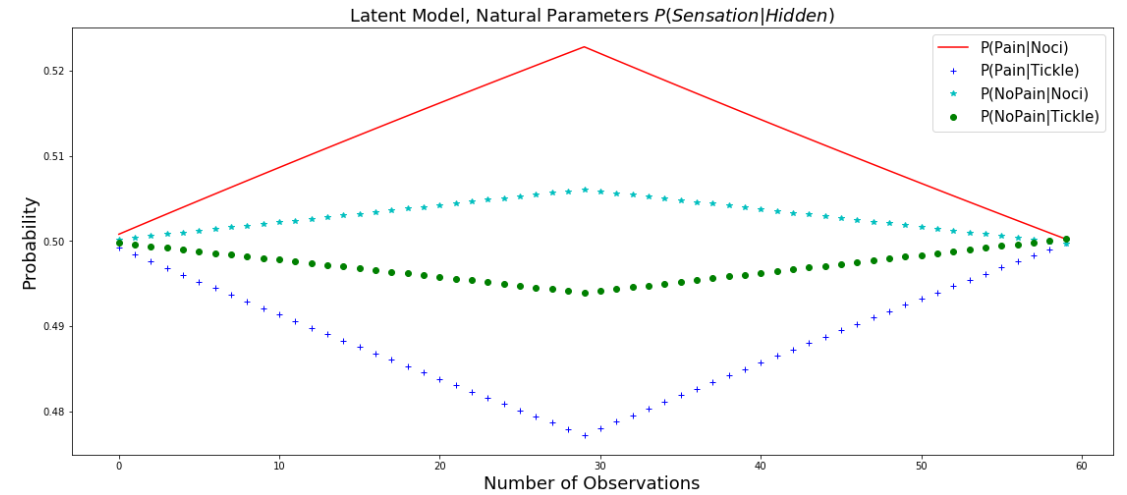 Latent Model, Natural Parameters P(Sensation|Hidden)
P(Pain|Noci)
P(Pain|Tickle)
P(NoPain|Noci)
P(NoPain|Tickle)
Probability
0.52
0.51
0.50
0.49
0.48
0 10 20 30 40 50 60
Number of Observations